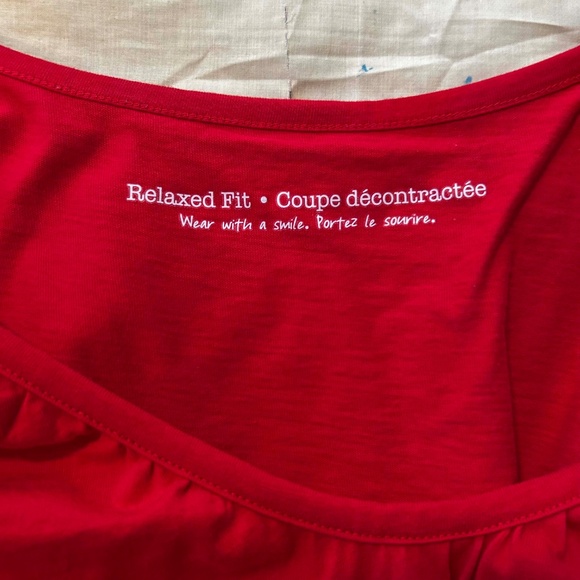 Relaxed Fit • Coupe décontractée
Wear with a smile. Portez le sourire.